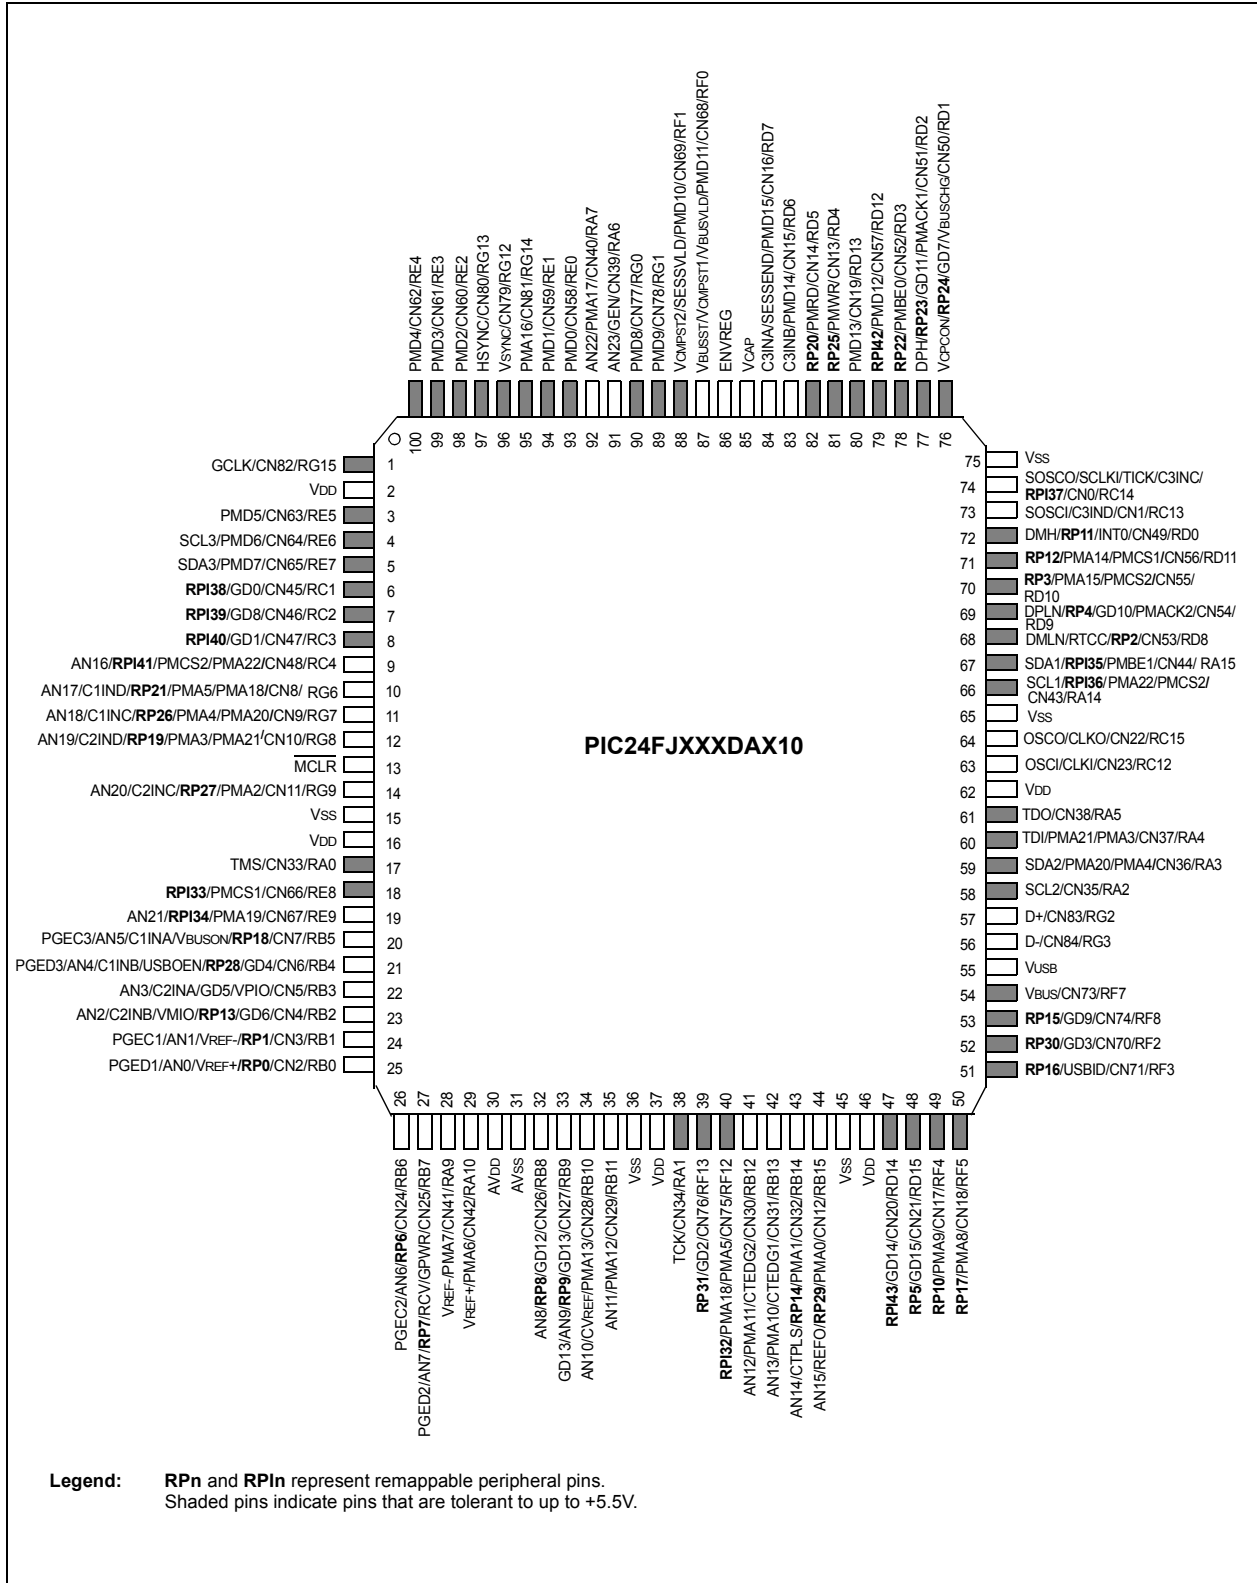 PMD4/CN62/RE4
PMD3/CN61/RE3
PMD2/CN60/RE2
HSYNC/CN80/RG13
VSYNC/CN79/RG12
PMA16/CN81/RG14
PMD1/CN59/RE1
PMD0/CN58/RE0
AN22/PMA17/CN40/RA7
AN23/GEN/CN39/RA6
PMD8/CN77/RG0
PMD9/CN78/RG1
VCMPST2/SESSVLD/PMD10/CN69/RF1
VBUSST/VCMPST1/VBUSVLD/PMD11/CN68/RF0
ENVREG
VCAP
C3INA/SESSEND/PMD15/CN16/RD7
C3INB/PMD14/CN15/RD6
RP20/PMRD/CN14/RD5
RP25/PMWR/CN13/RD4
PMD13/CN19/RD13
RPI42/PMD12/CN57/RD12
RP22/PMBE0/CN52/RD3
DPH/RP23/GD11/PMACK1/CN51/RD2
VCPCON/RP24/GD7/VBUSCHG/CN50/RD1
100
99
98
97
96
95
94
93
92
91
90
89
88
87
86
85
84
83
82
81
80
79
78
77
76
GCLK/CN82/RG15 1
VDD 2
PMD5/CN63/RE5 3
SCL3/PMD6/CN64/RE6 4
SDA3/PMD7/CN65/RE7 5
RPI38/GD0/CN45/RC1 6
RPI39/GD8/CN46/RC2 7
RPI40/GD1/CN47/RC3 8
AN16/RPI41/PMCS2/PMA22/CN48/RC4 9
AN17/C1IND/RP21/PMA5/PMA18/CN8/ RG6 10
AN18/C1INC/RP26/PMA4/PMA20/CN9/RG7 11
AN19/C2IND/RP19/PMA3/PMA21/CN10/RG8 12
MCLR 13
AN20/C2INC/RP27/PMA2/CN11/RG9 14
VSS 15
VDD 16
TMS/CN33/RA0 17
RPI33/PMCS1/CN66/RE8 18
AN21/RPI34/PMA19/CN67/RE9 19
PGEC3/AN5/C1INA/VBUSON/RP18/CN7/RB5 20
PGED3/AN4/C1INB/USBOEN/RP28/GD4/CN6/RB4 21
AN3/C2INA/GD5/VPIO/CN5/RB3 22
AN2/C2INB/VMIO/RP13/GD6/CN4/RB2 23
PGEC1/AN1/VREF-/RP1/CN3/RB1 24
PGED1/AN0/VREF+/RP0/CN2/RB0 25
PIC24FJXXXDAX10
75 VSS
74 SOSCO/SCLKI/TICK/C3INC/
RPI37/CN0/RC14
73 SOSCI/C3IND/CN1/RC13
72 DMH/RP11/INT0/CN49/RD0
71 RP12/PMA14/PMCS1/CN56/RD11
70 RP3/PMA15/PMCS2/CN55/
RD10
69 DPLN/RP4/GD10/PMACK2/CN54/
RD9
68 DMLN/RTCC/RP2/CN53/RD8
67 SDA1/RPI35/PMBE1/CN44/ RA15
66 SCL1/RPI36/PMA22/PMCS2/
CN43/RA14
65 VSS
64 OSCO/CLKO/CN22/RC15
63 OSCI/CLKI/CN23/RC12
62 VDD
61 TDO/CN38/RA5
60 TDI/PMA21/PMA3/CN37/RA4
59 SDA2/PMA20/PMA4/CN36/RA3
58 SCL2/CN35/RA2
57 D+/CN83/RG2
56 D-/CN84/RG3
55 VUSB
54 VBUS/CN73/RF7
53 RP15/GD9/CN74/RF8
52 RP30/GD3/CN70/RF2
51 RP16/USBID/CN71/RF3
26
27
28
29
30
31
32
33
34
35
36
37
38
39
40
41
42
43
44
45
46
47
48
49
50
PGEC2/AN6/RP6/CN24/RB6
PGED2/AN7/RP7/RCV/GPWR/CN25/RB7
VREF-/PMA7/CN41/RA9
VREF+/PMA6/CN42/RA10
AVDD
AVSS
AN8/RP8/GD12/CN26/RB8
GD13/AN9/RP9/GD13/CN27/RB9
AN10/CVREF/PMA13/CN28/RB10
AN11/PMA12/CN29/RB11
VSS
VDD
TCK/CN34/RA1
RP31/GD2/CN76/RF13
RPI32/PMA18/PMA5/CN75/RF12
AN12/PMA11/CTEDG2/CN30/RB12
AN13/PMA10/CTEDG1/CN31/RB13
AN14/CTPLS/RP14/PMA1/CN32/RB14
AN15/REFO/RP29/PMA0/CN12/RB15
VSS
VDD
RPI43/GD14/CN20/RD14
RP5/GD15/CN21/RD15
RP10/PMA9/CN17/RF4
RP17/PMA8/CN18/RF5
Legend: RPn and RPIn represent remappable peripheral pins.
Shaded pins indicate pins that are tolerant to up to +5.5V.